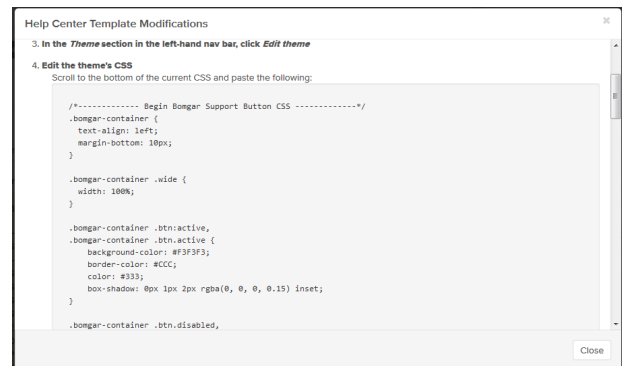 Help Center Template Modifications
×
3. In the Theme section in the left-hand nav bar, click Edit theme
4. Edit the theme's CSS
Scroll to the bottom of the current CSS and paste the following:
/*------------- Begin Bomgar Support Button CSS -------------*/
.bomgar-container {
  text-align: left;
  margin-bottom: 10px;
}
.bomgar-container .wide {
  width: 100%;
}
.bomgar-container .btn:active,
.bomgar-container .btn.active {
    background-color: #F3F3F3;
    border-color: #CCC;
    color: #333;
    box-shadow: 0px 1px 2px rgba(0, 0, 0, 0.15) inset;
}
.bomgar-container .btn.disabled,
Close